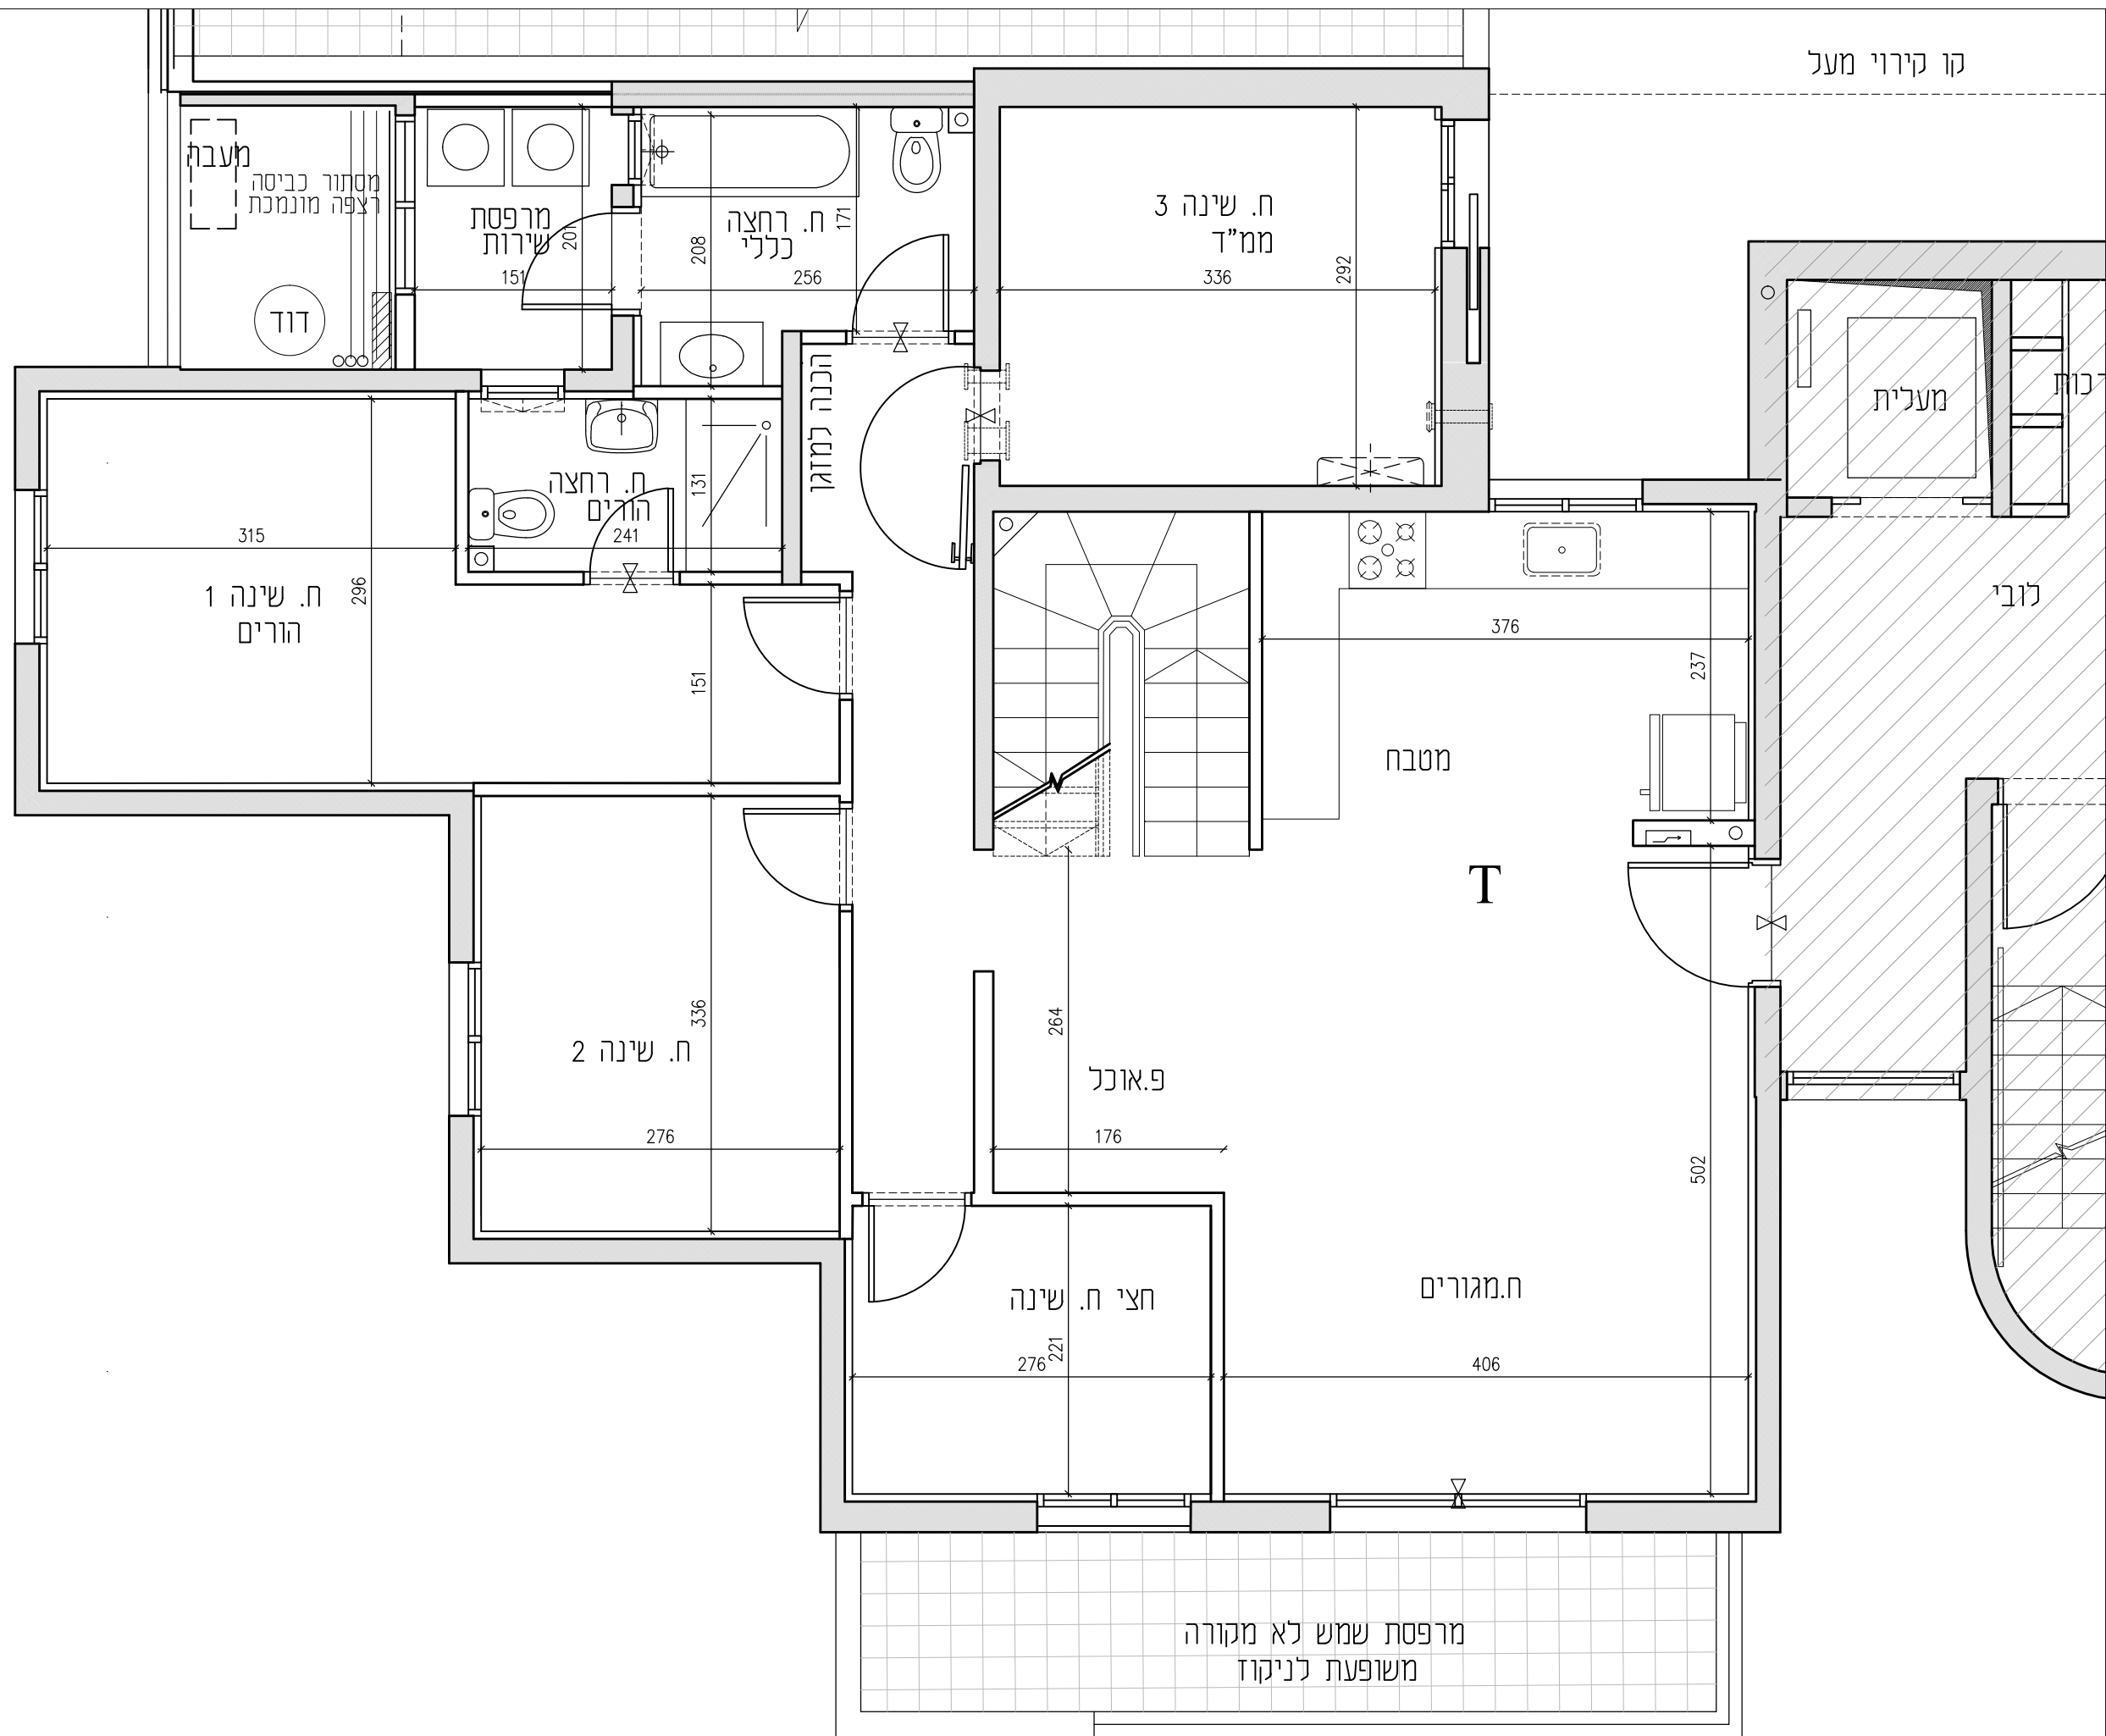 קו קירוי מעל
מעבה
מסתור כביסה
רצפה מונמכת
דוד
מרפסת
שירות
201
151
208
ח. רחצה
כללי
171
256
ח. שינה 3
ממ"ד
336
292
מעלית
לובי
הכנה למזגן
ח. רחצה
הורים
131
241
315
296
ח. שינה 1
הורים
151
376
237
מטבח
T
336
ח. שינה 2
276
264
פ.אוכל
176
502
ח.מגורים
406
חצי ח. שינה
221
276
מרפסת שמש לא מקורה
משופעת לניקוז